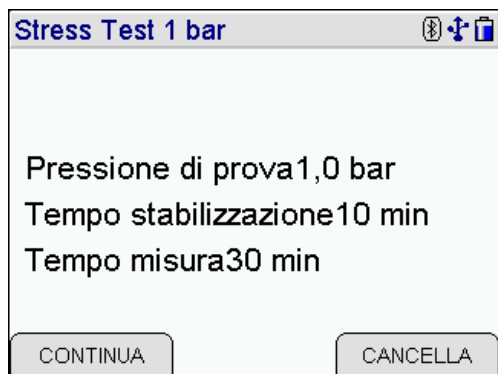 Stress Test 1 bar
Pressione di prova1,0 bar
Tempo stabilizzazione10 min
Tempo misura30 min
CONTINUA
CANCELLA